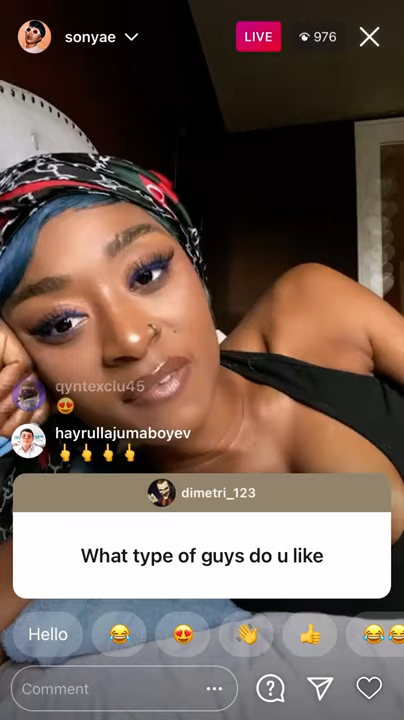 sonyae
LIVE
976
qyntexclu45
😍
hayrullajumaboyev
👆👆👆👆
dimetri_123
What type of guys do u like
Hello 😂 😍 👋 👍 😂😂
Comment